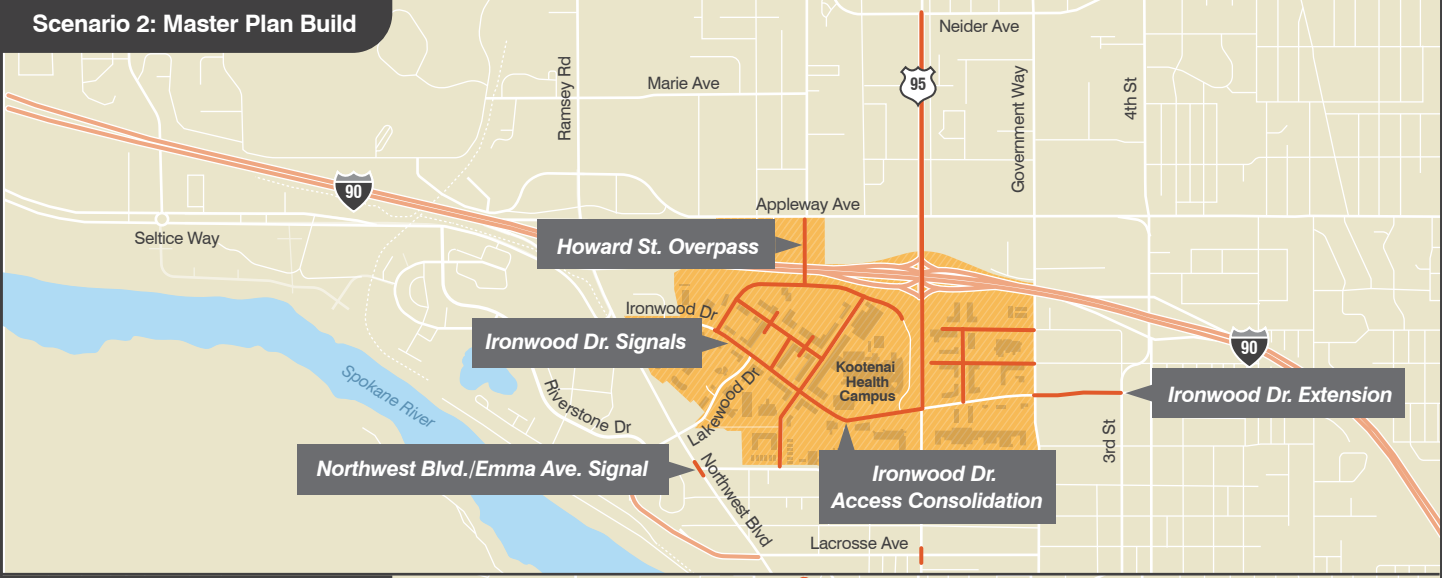 Scenario 2: Master Plan Build
Neider Ave
95
Marie Ave
Ramsey Rd
Government Way
4th St
90
Appleway Ave
Seltice Way
Howard St. Overpass
Ironwood Dr
Ironwood Dr. Signals
90
Kootenai
Health
Campus
Spokane River
Riverstone Dr
Lakewood Dr
Ironwood Dr. Extension
3rd St
Northwest Blvd./Emma Ave. Signal
Northwest Blvd
Ironwood Dr.
Access Consolidation
Lacrosse Ave